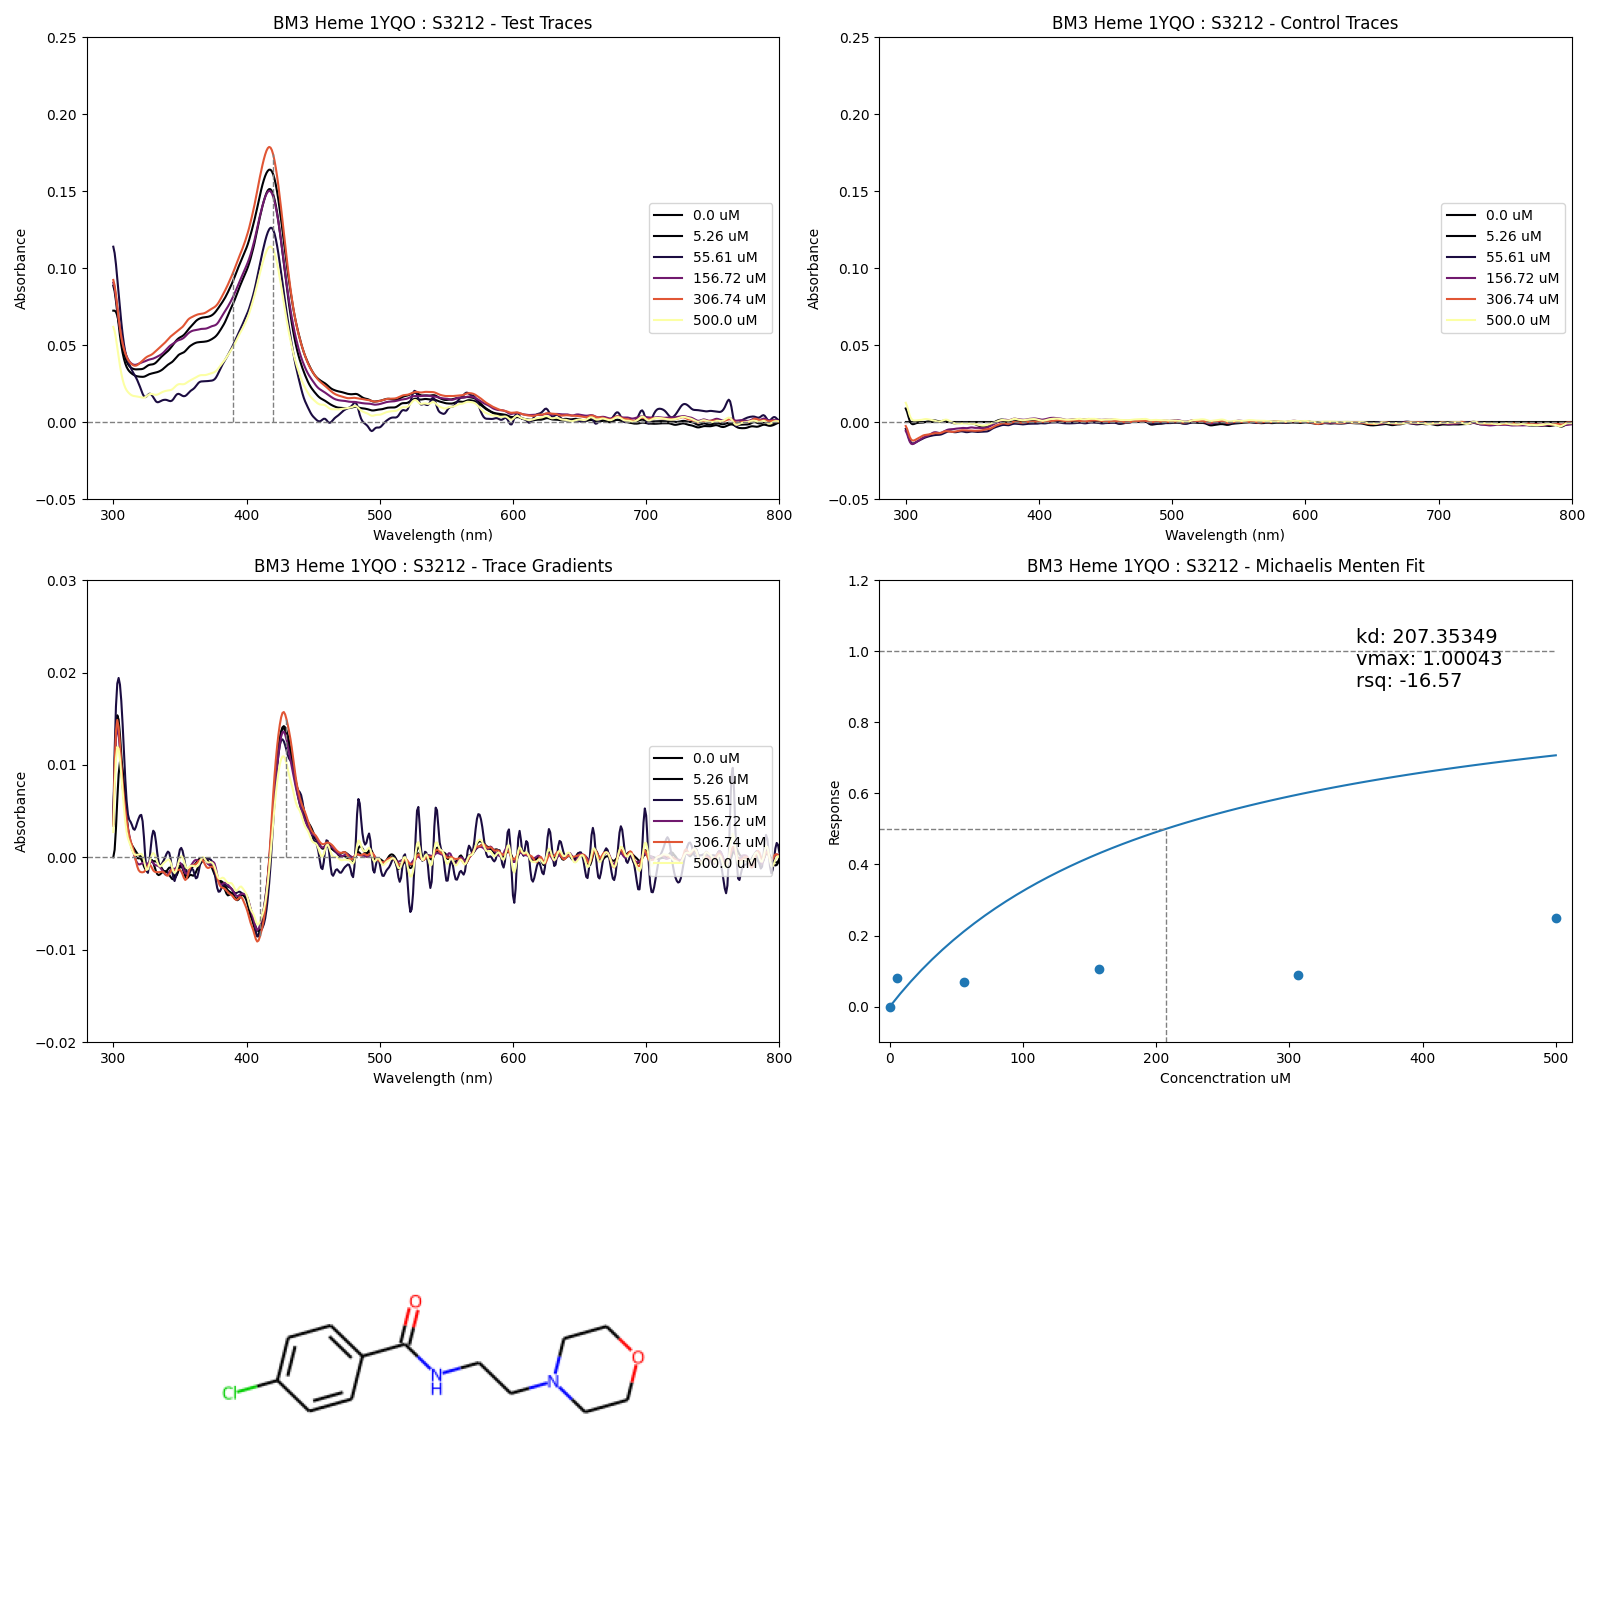 BM3 Heme 1YQO : S3212 - Test Traces
0.25
0.20
0.15
0.10
0.05
0.00
−0.05
Absorbance
300 400 500 600 700 800
Wavelength (nm)
0.0 uM
5.26 uM
55.61 uM
156.72 uM
306.74 uM
500.0 uM
BM3 Heme 1YQO : S3212 - Control Traces
0.25
0.20
0.15
0.10
0.05
0.00
−0.05
Absorbance
300 400 500 600 700 800
Wavelength (nm)
0.0 uM
5.26 uM
55.61 uM
156.72 uM
306.74 uM
500.0 uM
BM3 Heme 1YQO : S3212 - Trace Gradients
0.03
0.02
0.01
0.00
−0.01
−0.02
Absorbance
300 400 500 600 700 800
Wavelength (nm)
0.0 uM
5.26 uM
55.61 uM
156.72 uM
306.74 uM
500.0 uM
BM3 Heme 1YQO : S3212 - Michaelis Menten Fit
1.2
1.0
0.8
0.6
0.4
0.2
0.0
Response
kd: 207.35349
vmax: 1.00043
rsq: -16.57
0 100 200 300 400 500
Concenctration uM
O
Cl
N
H
N
O